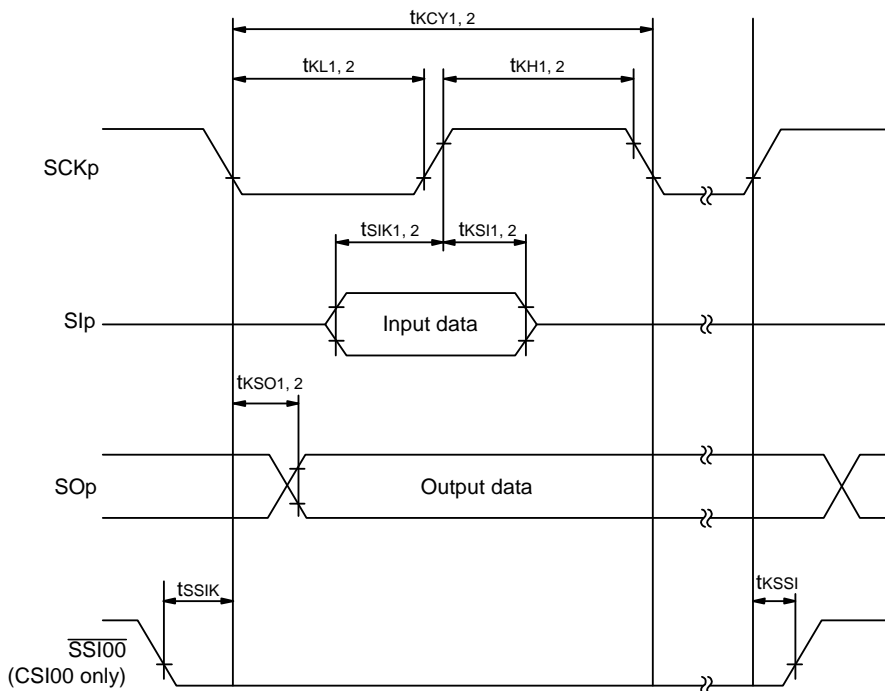 tKCY1, 2
tKL1, 2
tKH1, 2
SCKp
tSIK1, 2
tKSI1, 2
SIp
Input data
tKSO1, 2
SOp
Output data
tSSIK
tKSSI
SSI00
(CSI00 only)